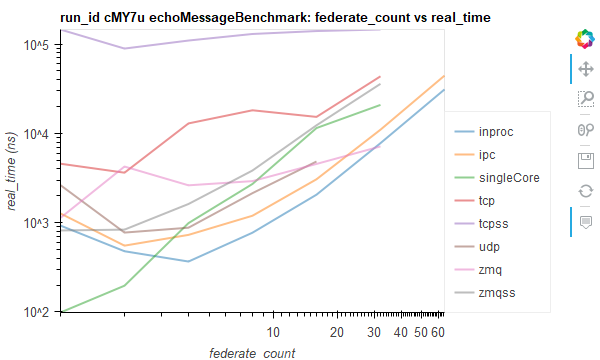 run_id cMY7u echoMessageBenchmark: federate_count vs real_time
real_time (ns)
10^5
10^4
10^3
10^2
10
20
30
40
50
60
federate_count
inproc
ipc
singleCore
tcp
tcpss
udp
zmq
zmqss